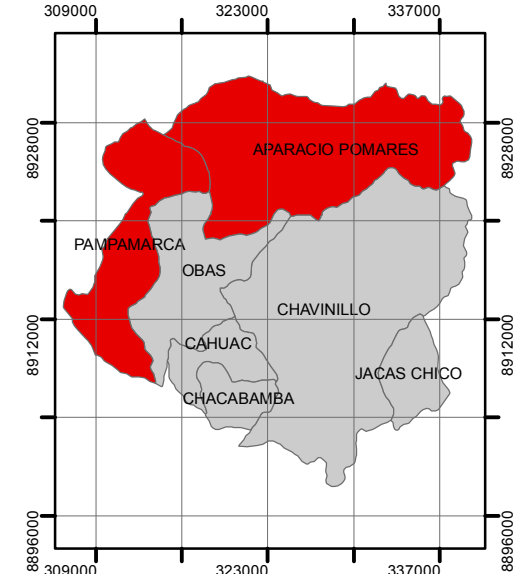 309000 323000 337000
8928000 8928000
APARACIO POMARES
PAMPAMARCA
OBAS
CHAVINILLO
8912000 8912000
CAHUAC
JACAS CHICO
CHACABAMBA
8896000 8896000
309000 323000 337000